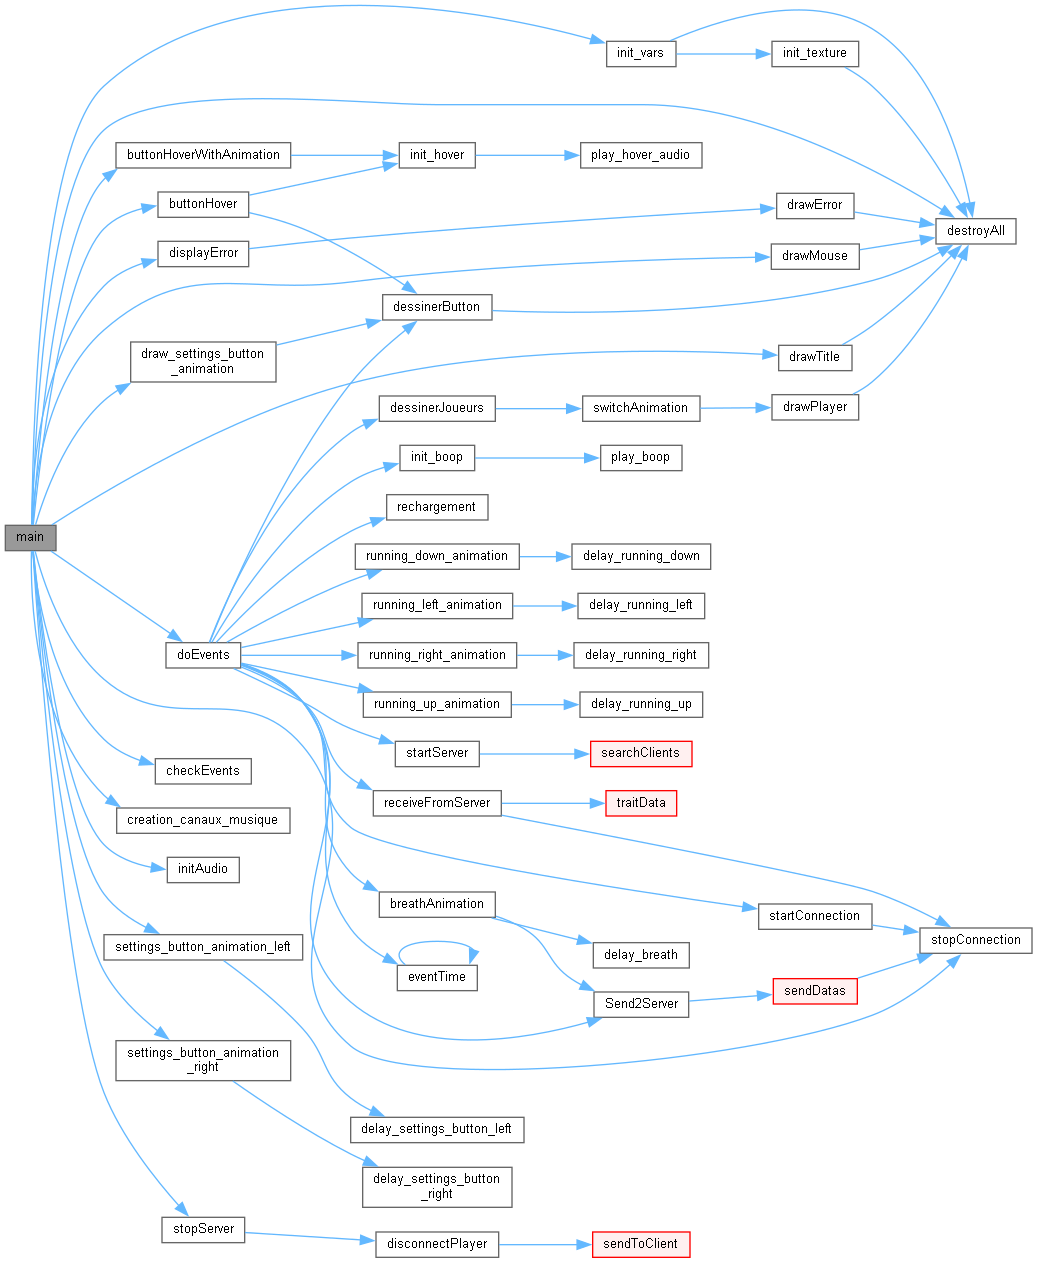 init_vars
init_texture
buttonHoverWithAnimation
init_hover
play_hover_audio
buttonHover
drawError
destroyAll
displayError
drawMouse
dessinerButton
draw_settings_button
_animation
drawTitle
dessinerJoueurs
switchAnimation
drawPlayer
init_boop
play_boop
rechargement
main
running_down_animation
delay_running_down
running_left_animation
delay_running_left
doEvents
running_right_animation
delay_running_right
running_up_animation
delay_running_up
startServer
searchClients
checkEvents
receiveFromServer
traitData
creation_canaux_musique
initAudio
breathAnimation
startConnection
stopConnection
settings_button_animation_left
delay_breath
eventTime
sendDatas
Send2Server
settings_button_animation
_right
delay_settings_button_left
delay_settings_button
_right
stopServer
disconnectPlayer
sendToClient